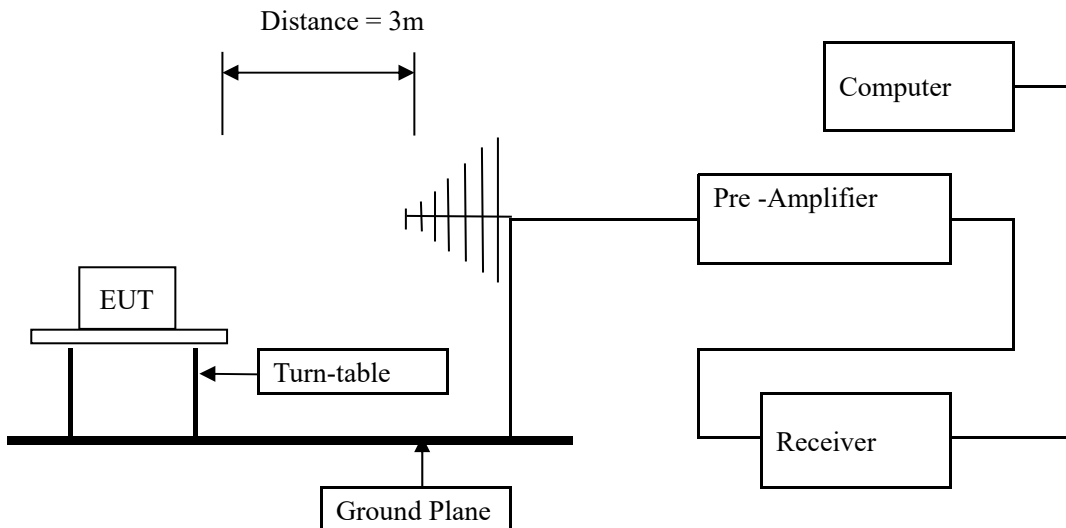 Distance = 3m
Computer
Pre -Amplifier
EUT
Turn-table
Receiver
Ground Plane